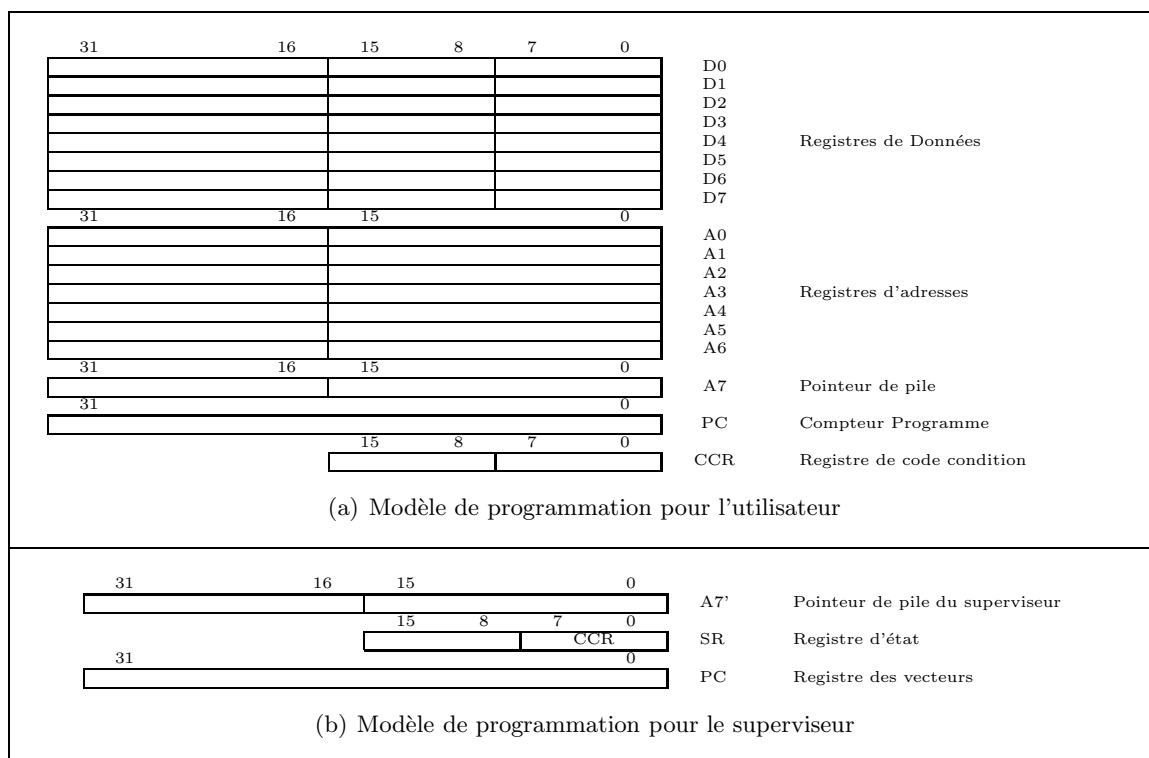 31 16 15 8 7 0
D0
D1
D2
D3
D4 Registres de Données
D5
D6
D7
31 16 15 0
A0
A1
A2
A3 Registres d'adresses
A4
A5
A6
31 16 15 0
A7 Pointeur de pile
31 0
PC Compteur Programme
15 8 7 0
CCR Registre de code condition
(a) Modèle de programmation pour l'utilisateur
31 16 15 0
A7' Pointeur de pile du superviseur
15 8 7 0
CCR SR Registre d'état
31 0
PC Registre des vecteurs
(b) Modèle de programmation pour le superviseur